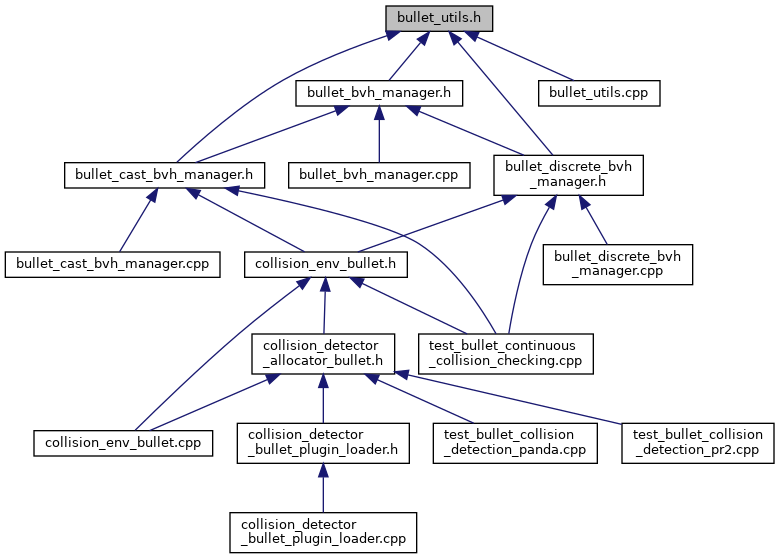 bullet_utils.h
bullet_bvh_manager.h
bullet_utils.cpp
bullet_cast_bvh_manager.h
bullet_bvh_manager.cpp
bullet_discrete_bvh
_manager.h
bullet_cast_bvh_manager.cpp
collision_env_bullet.h
bullet_discrete_bvh
_manager.cpp
collision_detector
_allocator_bullet.h
test_bullet_continuous
_collision_checking.cpp
collision_env_bullet.cpp
collision_detector
_bullet_plugin_loader.h
test_bullet_collision
_detection_panda.cpp
test_bullet_collision
_detection_pr2.cpp
collision_detector
_bullet_plugin_loader.cpp